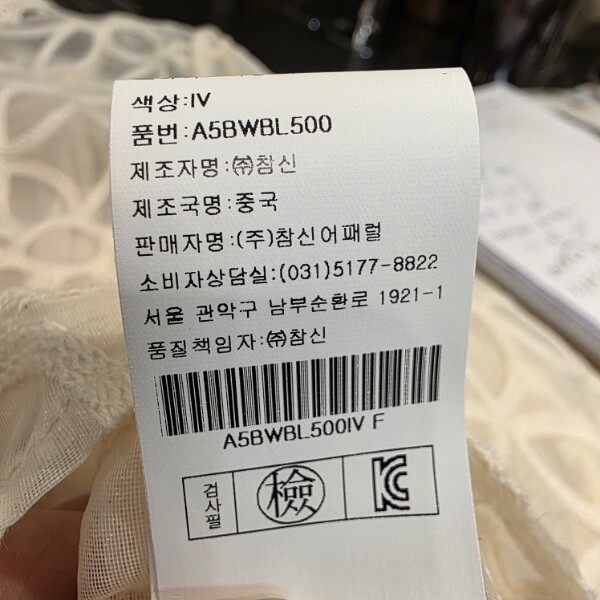 색상:IV
품번:A5BWBL500
제조자명:㈜참신
제조국명:중국
판매자명:(주)참신어패럴
소비자상담실:(031)5177-8822
서울 관악구 남부순환로 1921-1
품질책임자:㈜참신
A5BWBL500IV F
검사필 檢 KC